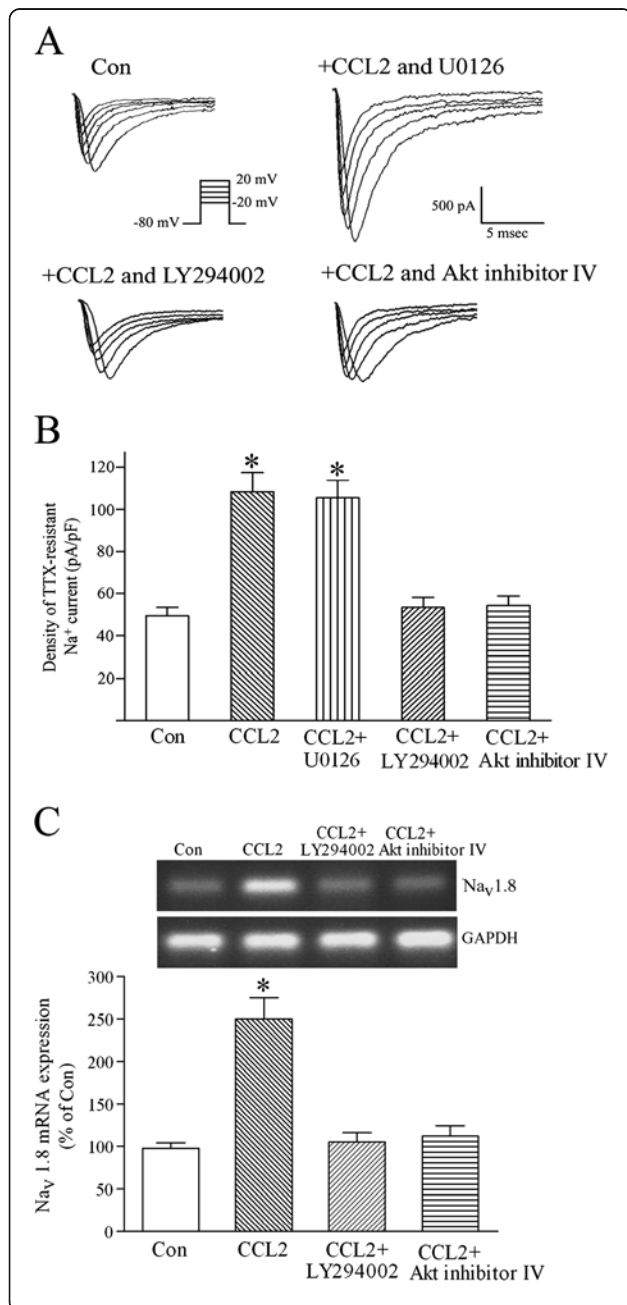 A
Con
+CCL2 and U0126
20 mV
-20 mV
-80 mV
500 pA
5 msec
+CCL2 and LY294002
+CCL2 and Akt inhibitor IV
B
Density of TTX-resistant
Na⁺ current (pA/pF)
120
100
80
60
40
20
*
*
Con
CCL2
CCL2+
U0126
CCL2+
LY294002
CCL2+
Akt inhibitor IV
C
Con
CCL2
CCL2+
LY294002
CCL2+
Akt inhibitor IV
NaV1.8
GAPDH
NaV 1.8 mRNA expression
(% of Con)
300
250
200
150
100
50
0
*
Con
CCL2
CCL2+
LY294002
CCL2+
Akt inhibitor IV